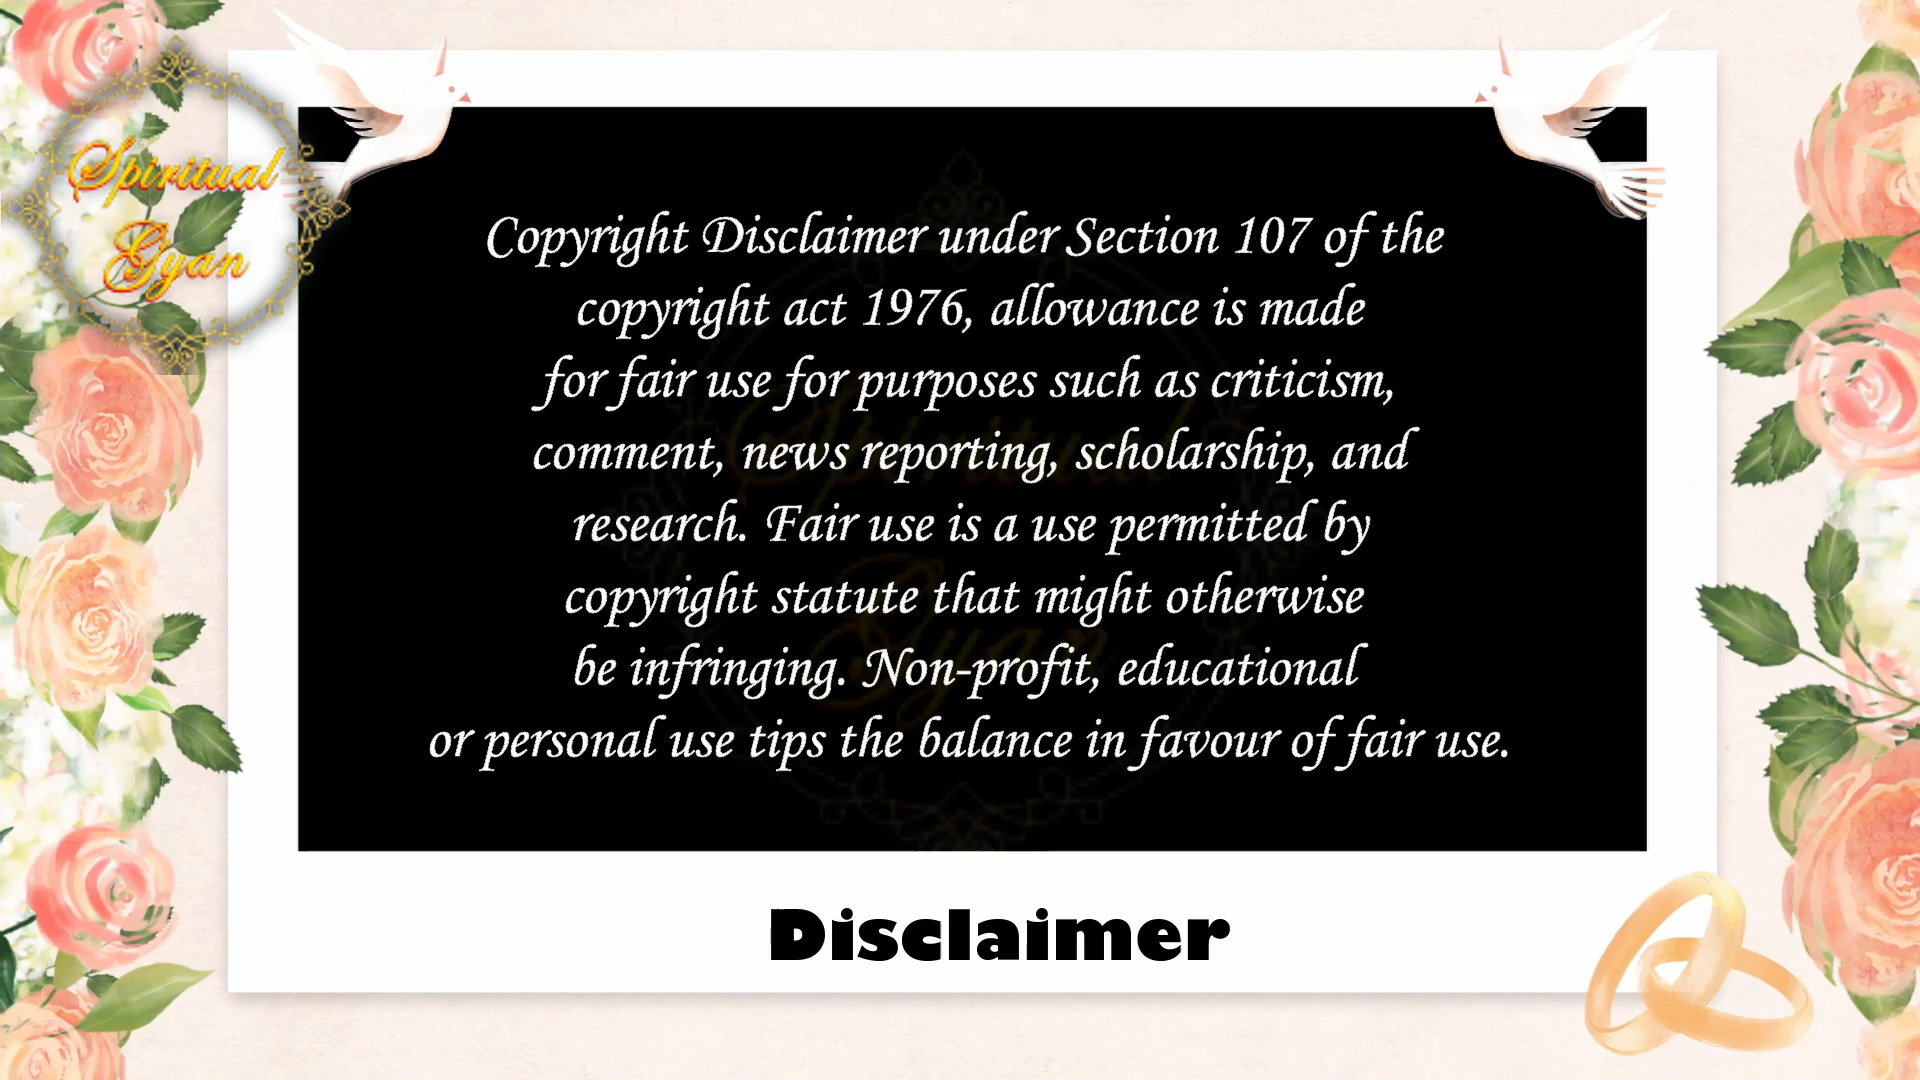 Spiritual
Gyan
Copyright Disclaimer under Section 107 of the
copyright act 1976, allowance is made
for fair use for purposes such as criticism,
comment, news reporting, scholarship, and
research. Fair use is a use permitted by
copyright statute that might otherwise
be infringing. Non-profit, educational
or personal use tips the balance in favour of fair use.
Disclaimer